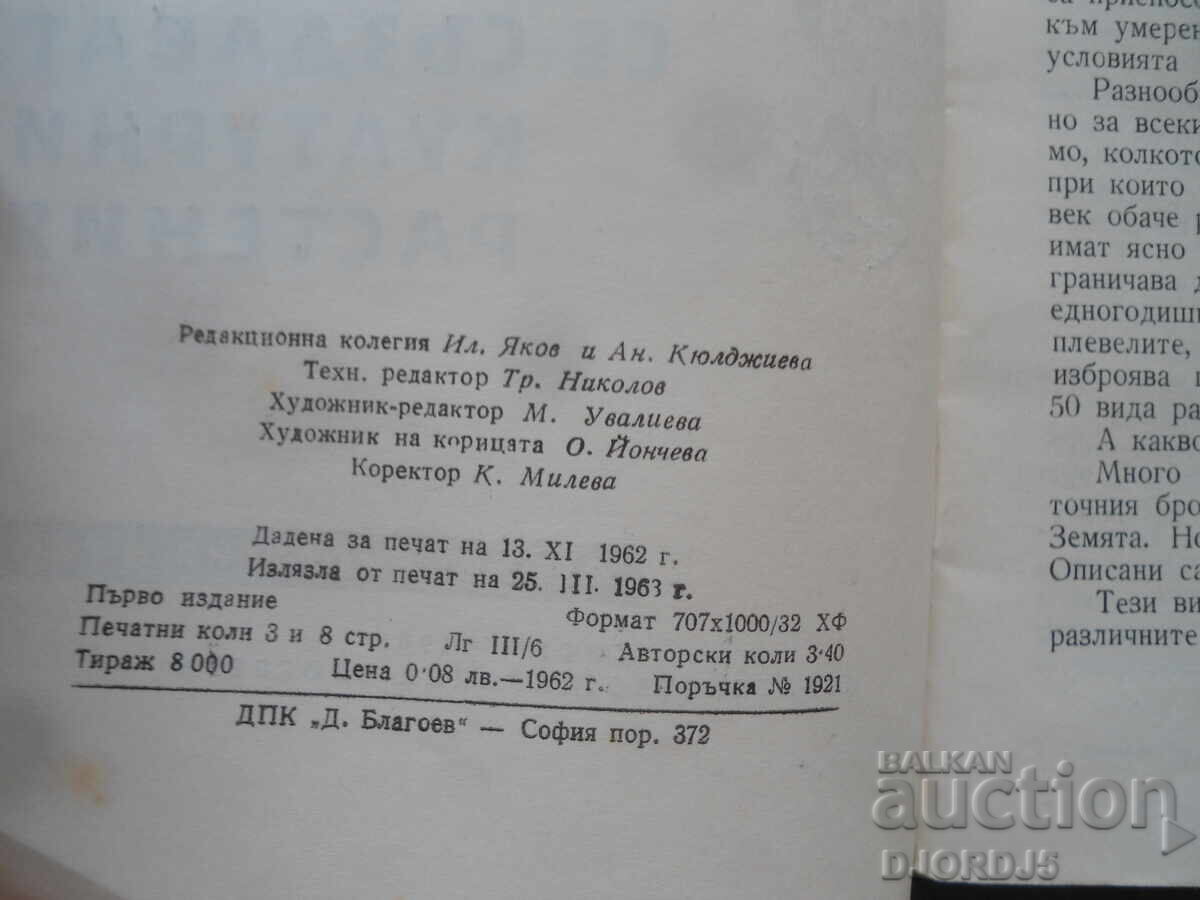 Редакционна колегия Ил. Яков и Ан. Кюлджиева
Техн. редактор Тр. Николов
Художник-редактор М. Увалиева
Художник на корицата О. Йончева
Коректор К. Милева
Дадена за печат на 13. XI 1962 г.
Излязла от печат на 25. III. 1963 г.
Първо издание Формат 707x1000/32 ХФ
Печатни коли 3 и 8 стр. Лг III/6 Авторски коли 3·40
Тираж 8 000 Цена 0·08 лв.—1962 г. Поръчка № 1921
ДПК „Д. Благоев“ — София пор. 372
към умерен
условията
Разнооб
но за всеки
мо, колкото
при които
век обаче р
имат ясно
граничава д
едногодиш
плевелите,
изброява п
50 вида ра
А какво
Много
точния бро
Земята. Но
Описани са
Тези ви
различните
BALKAN
auction
DJORDJ5